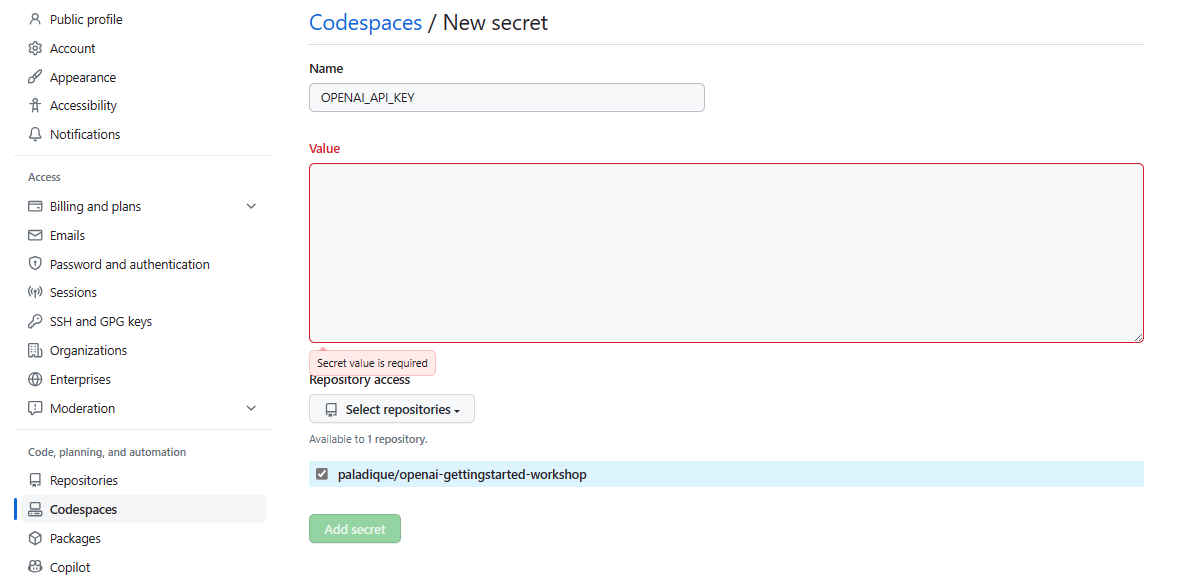 Public profile
Account
Appearance
Accessibility
Notifications
Access
Billing and plans
Emails
Password and authentication
Sessions
SSH and GPG keys
Organizations
Enterprises
Moderation
Code, planning, and automation
Repositories
Codespaces
Packages
Copilot
Codespaces / New secret
Name
OPENAI_API_KEY
Value
Secret value is required
Repository access
Select repositories
Available to 1 repository.
paladique/openai-gettingstarted-workshop
Add secret